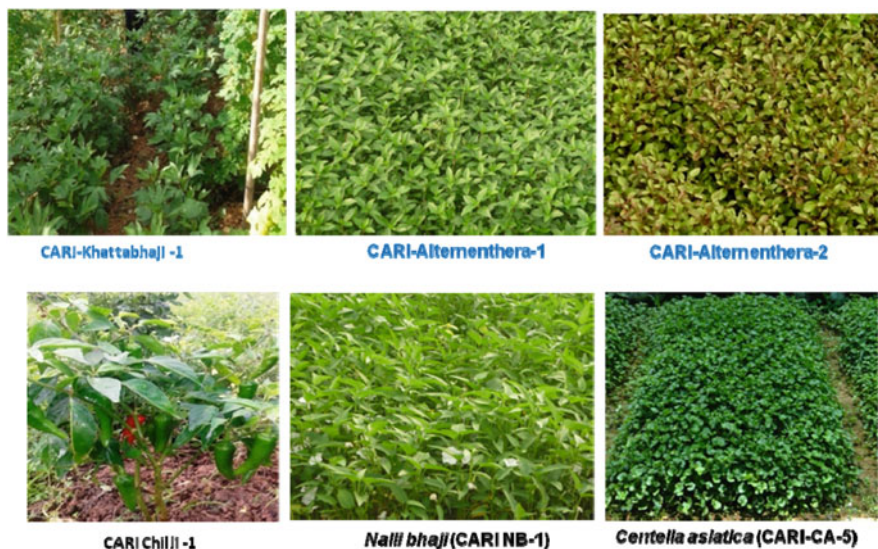 CARI-Khattabhaji -1
CARI-Alternenthera-1
CARI-Alternenthera-2
CARI Chilli -1
Nalli bhaji (CARI NB-1)
Centella asiatica (CARI-CA-5)